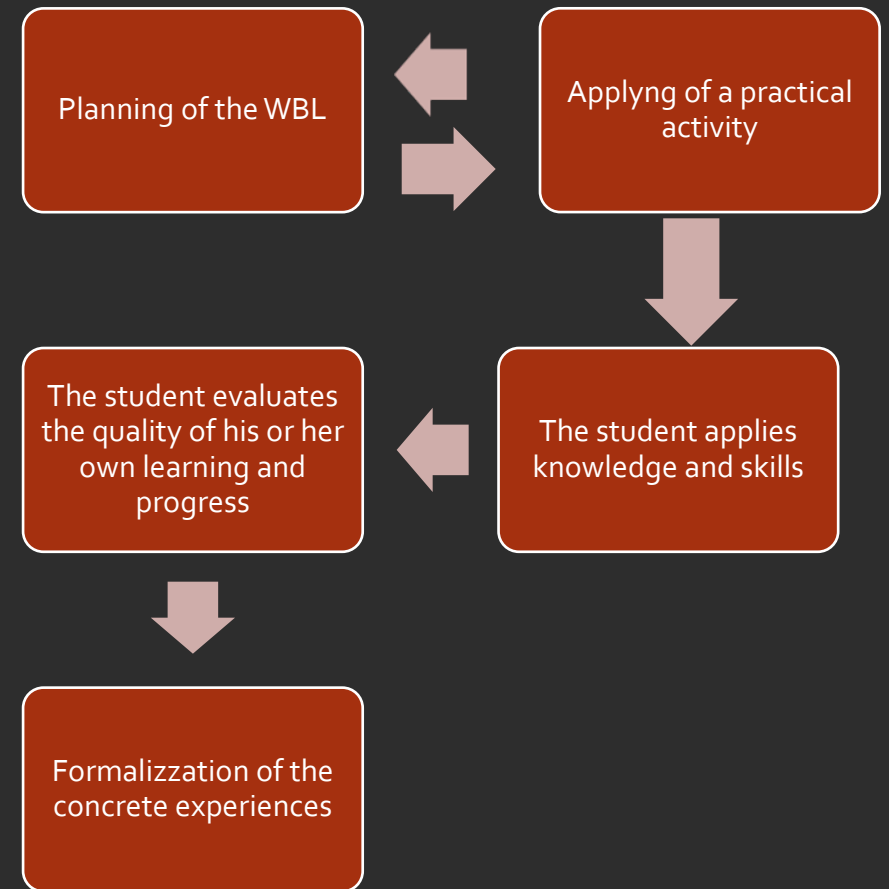 Planning of the WBL
Applyng of a practical
activity
The student applies
knowledge and skills
The student evaluates
the quality of his or her
own learning and
progress
Formalizzation of the
concrete experiences